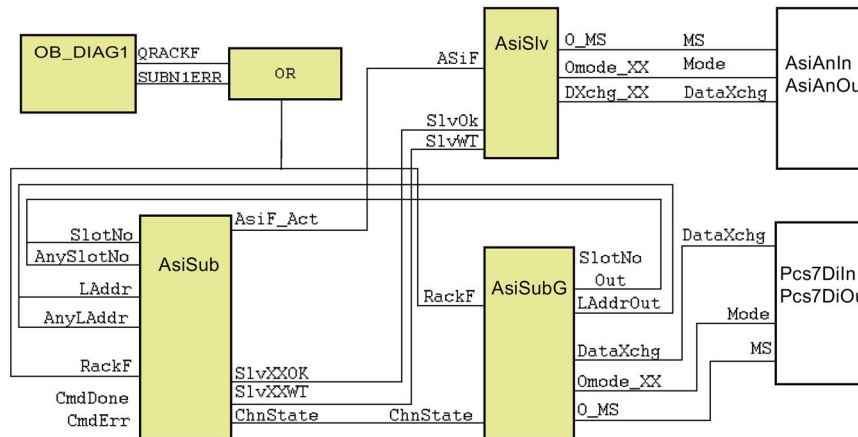 OB_DIAG1
QRACKF
SUBN1ERR
OR
ASiF
SlvOk
SlvWT
AsiSlv
O_MS
Omode_XX
DXchg_XX
MS
Mode
DataXchg
AsiAnIn
AsiAnOu
SlotNo
AnySlotNo
LAddr
AnyLAddr
RackF
CmdDone
CmdErr
AsiSub
AsiF_Act
SlvXXOK
SlvXXWT
ChnState
ChnState
RackF
AsiSubG
SlotNo
Out
LAddrOut
DataXchg
Omode_XX
O_MS
DataXchg
Mode
MS
Pcs7DiIn
Pcs7DiOu